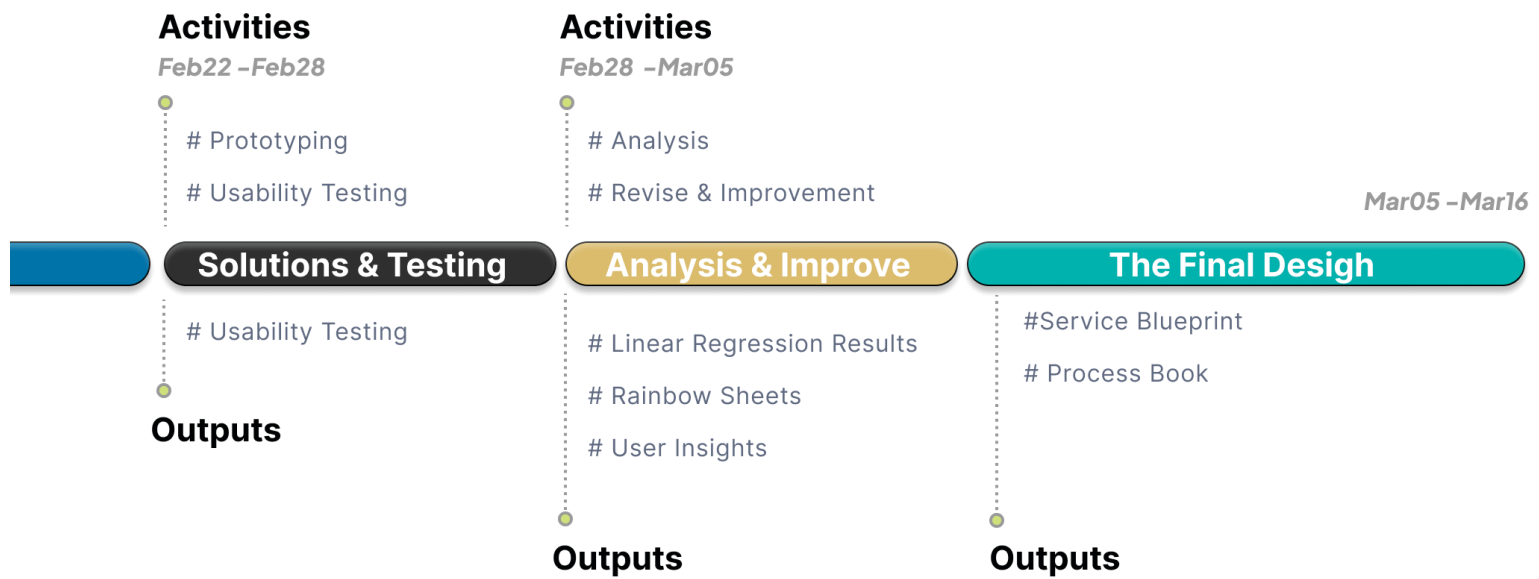 Activities
Feb22 –Feb28
# Prototyping
# Usability Testing
Activities
Feb28 –Mar05
# Analysis
# Revise & Improvement
Mar05 –Mar16
Solutions & Testing
Analysis & Improve
The Final Desigh
# Usability Testing
Outputs
# Linear Regression Results
# Rainbow Sheets
# User Insights
Outputs
#Service Blueprint
# Process Book
Outputs